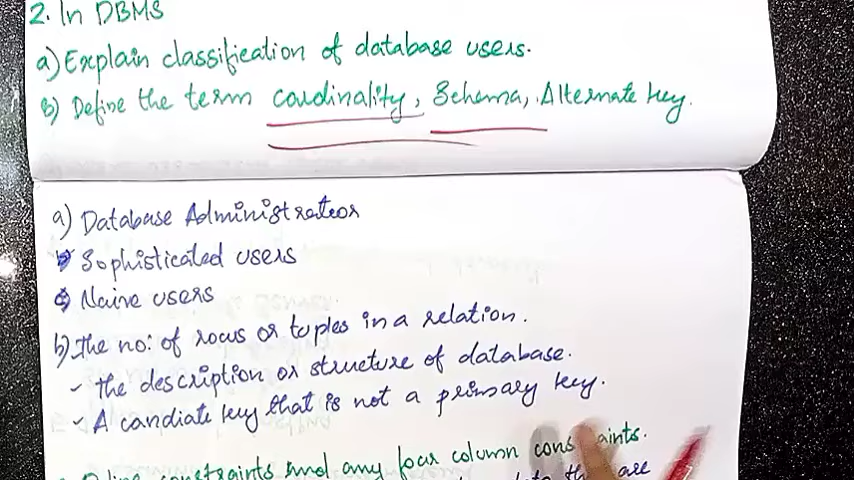 2. In DBMS
a) Explain classification of database users.
B) Define the term cardinality, Schema, Alternate key.
a) Database Administrator
b) Sophisticated users
c) Naive users
b) The no: of rows or tuples in a relation.
- the description or structure of database.
- A candiate key that is not a primary key.
constraints and any four column
are